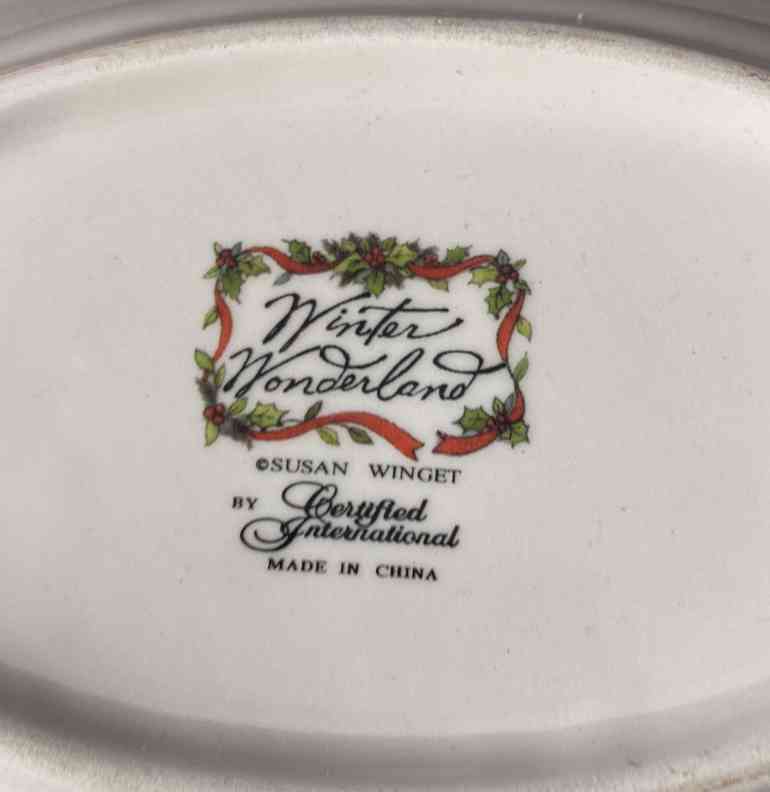 Winter
Wonderland
©SUSAN WINGET
BY Certified
International
MADE IN CHINA